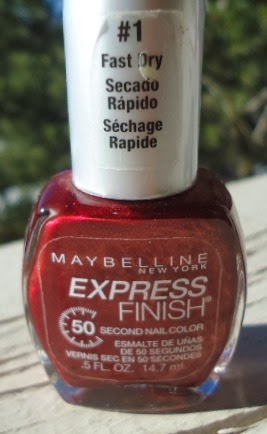 #1
Fast Dry
Secado
Rápido
Séchage
Rapide
MAYBELLINE
NEW YORK
EXPRESS
FINISH®
50 SECOND NAIL COLOR
ESMALTE DE UÑAS
DE 50 SEGUNDOS
VERNIS SEC EN 50 SECONDES
.5 FL. OZ. 14.7 mL